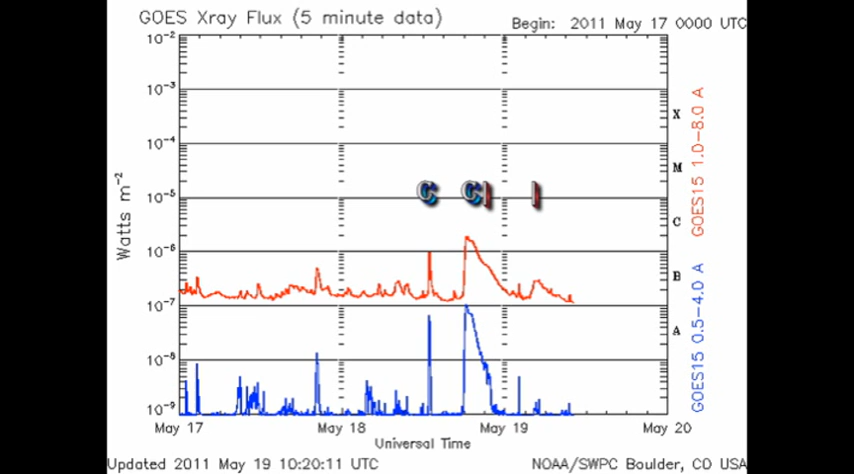 GOES Xray Flux (5 minute data)
Begin: 2011 May 17 0000 UTC
10⁻²
10⁻³
10⁻⁴
10⁻⁵
10⁻⁶
10⁻⁷
10⁻⁸
10⁻⁹
Watts m⁻²
C
C I
I
X
M
C
B
A
GOES15 1.0-8.0 A
GOES15 0.5-4.0 A
May 17
May 18
May 19
May 20
Universal Time
Updated 2011 May 19 10:20:11 UTC
NOAA/SWPC Boulder, CO USA